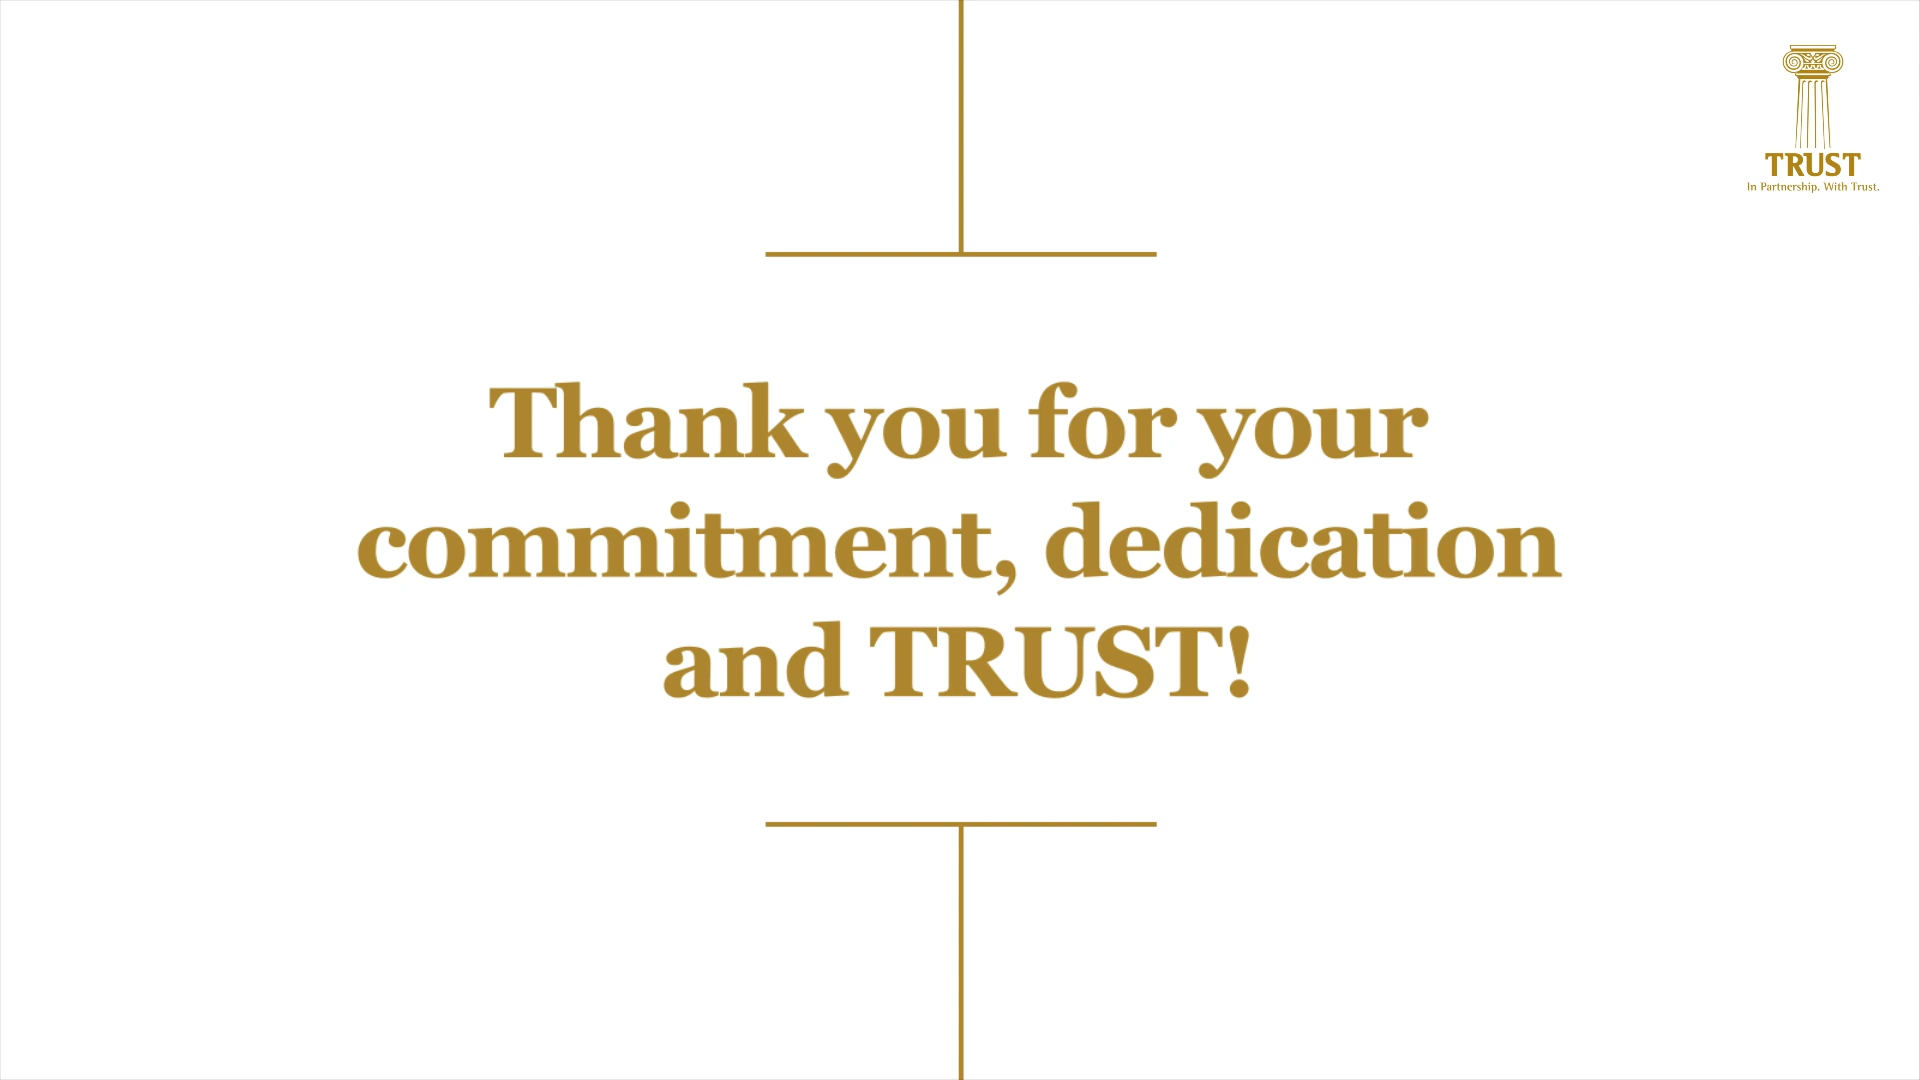 TRUST
In Partnership. With Trust.
Thank you for your
commitment, dedication
and TRUST!